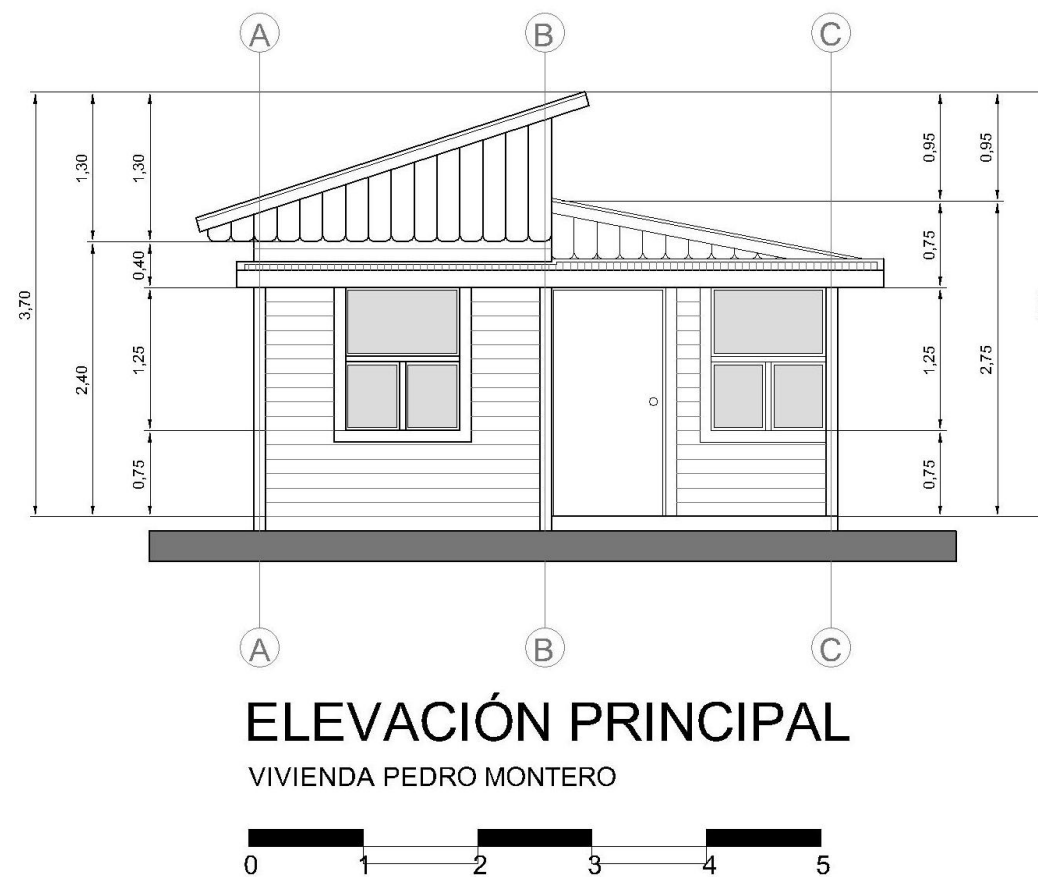 A B C
1,30 1,30 0,95 0,95
3,70 0,40 0,75
2,40 1,25 1,25 2,75
0,75 0,75
A B C
ELEVACIÓN PRINCIPAL
VIVIENDA PEDRO MONTERO
0 1 2 3 4 5